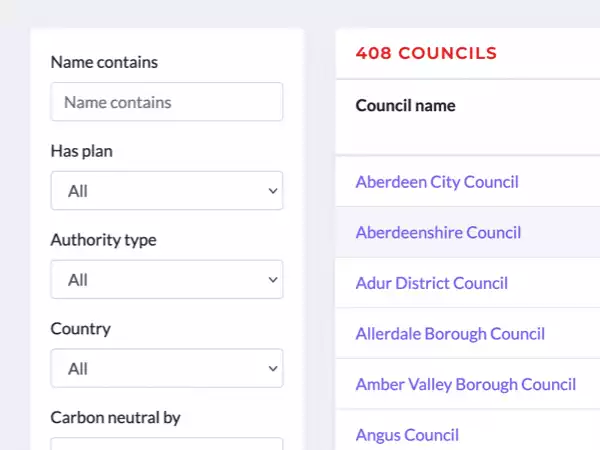 Name contains
Name contains
Has plan
All
Authority type
All
Country
All
Carbon neutral by
408 COUNCILS
Council name
Aberdeen City Council
Aberdeenshire Council
Adur District Council
Allerdale Borough Council
Amber Valley Borough Council
Angus Council